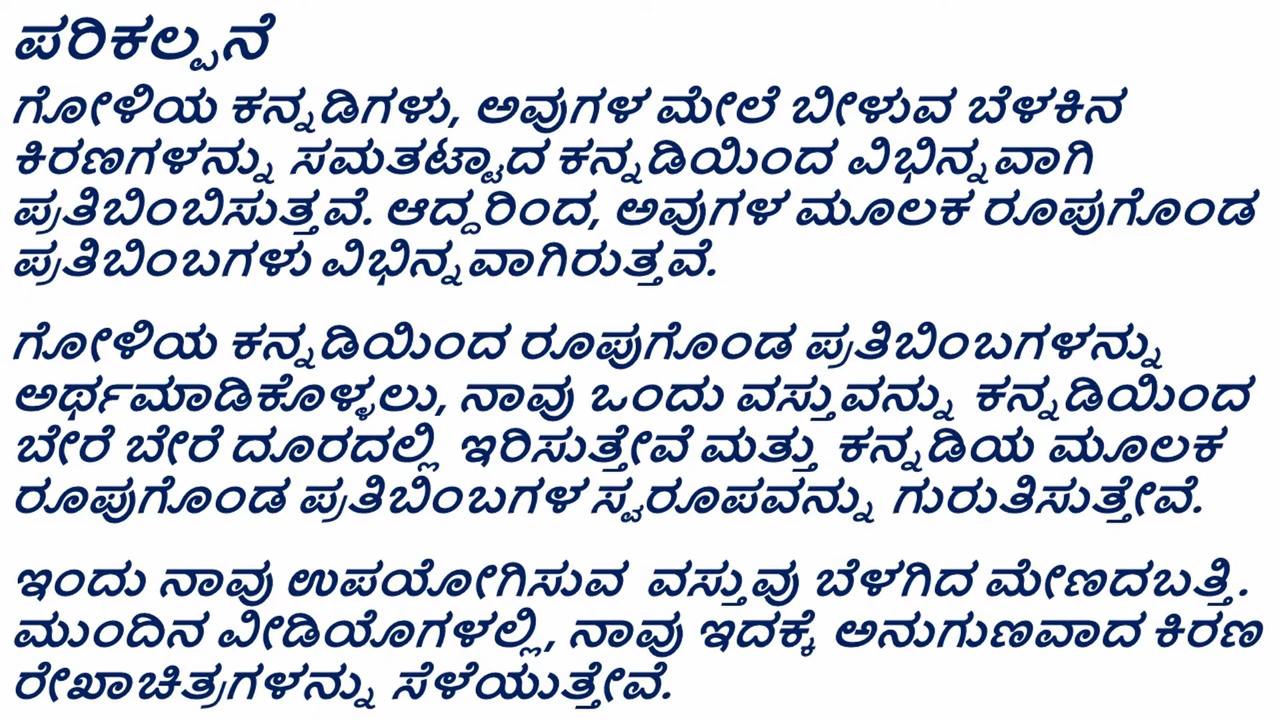 ಪರಿಕಲ್ಪನೆ
ಗೋಳಿಯ ಕನ್ನಡಿಗಳು, ಅವುಗಳ ಮೇಲೆ ಬೀಳುವ ಬೆಳಕಿನ
ಕಿರಣಗಳನ್ನು ಸಮತಟ್ಟಾದ ಕನ್ನಡಿಯಿಂದ ವಿಭಿನ್ನವಾಗಿ
ಪ್ರತಿಬಿಂಬಿಸುತ್ತವೆ. ಆದ್ದರಿಂದ, ಅವುಗಳ ಮೂಲಕ ರೂಪುಗೊಂಡ
ಪ್ರತಿಬಿಂಬಗಳು ವಿಭಿನ್ನವಾಗಿರುತ್ತವೆ.
ಗೋಳಿಯ ಕನ್ನಡಿಯಿಂದ ರೂಪುಗೊಂಡ ಪ್ರತಿಬಿಂಬಗಳನ್ನು
ಅರ್ಥಮಾಡಿಕೊಳ್ಳಲು, ನಾವು ಒಂದು ವಸ್ತುವನ್ನು ಕನ್ನಡಿಯಿಂದ
ಬೇರೆ ಬೇರೆ ದೂರದಲ್ಲಿ ಇರಿಸುತ್ತೇವೆ ಮತ್ತು ಕನ್ನಡಿಯ ಮೂಲಕ
ರೂಪುಗೊಂಡ ಪ್ರತಿಬಿಂಬಗಳ ಸ್ವರೂಪವನ್ನು ಗುರುತಿಸುತ್ತೇವೆ.
ಇಂದು ನಾವು ಉಪಯೋಗಿಸುವ ವಸ್ತುವು ಬೆಳಗಿದ ಮೇಣದಬತ್ತಿ.
ಮುಂದಿನ ವೀಡಿಯೊಗಳಲ್ಲಿ, ನಾವು ಇದಕ್ಕೆ ಅನುಗುಣವಾದ ಕಿರಣ
ರೇಖಾಚಿತ್ರಗಳನ್ನು ಸೆಳೆಯುತ್ತೇವೆ.